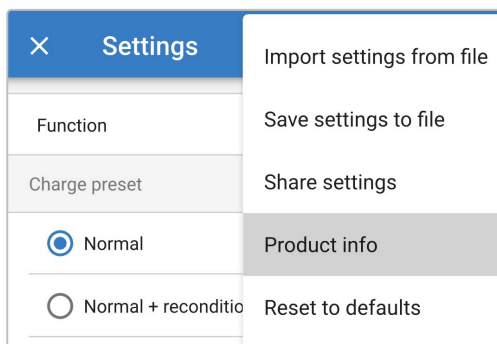 Settings
Function
Charge preset
Normal
Normal + reconditio
Import settings from file
Save settings to file
Share settings
Product info
Reset to defaults